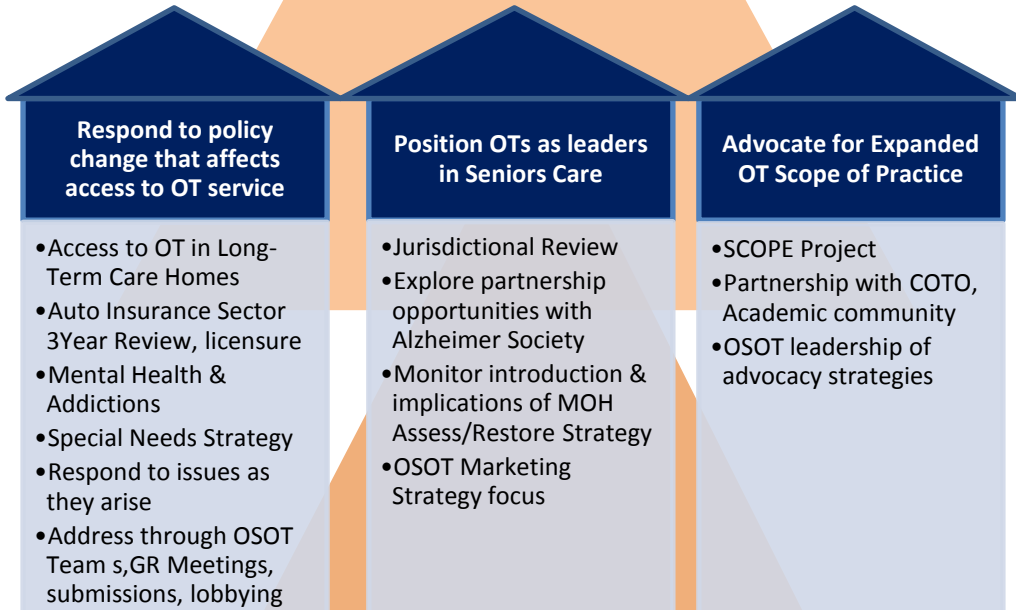 Respond to policy
change that affects
access to OT service
•Access to OT in Long-
Term Care Homes
•Auto Insurance Sector
3Year Review, licensure
•Mental Health &
Addictions
•Special Needs Strategy
•Respond to issues as
they arise
•Address through OSOT
Team s,GR Meetings,
submissions, lobbying
Position OTs as leaders
in Seniors Care
•Jurisdictional Review
•Explore partnership
opportunities with
Alzheimer Society
•Monitor introduction &
implications of MOH
Assess/Restore Strategy
•OSOT Marketing
Strategy focus
Advocate for Expanded
OT Scope of Practice
•SCOPE Project
•Partnership with COTO,
Academic community
•OSOT leadership of
advocacy strategies